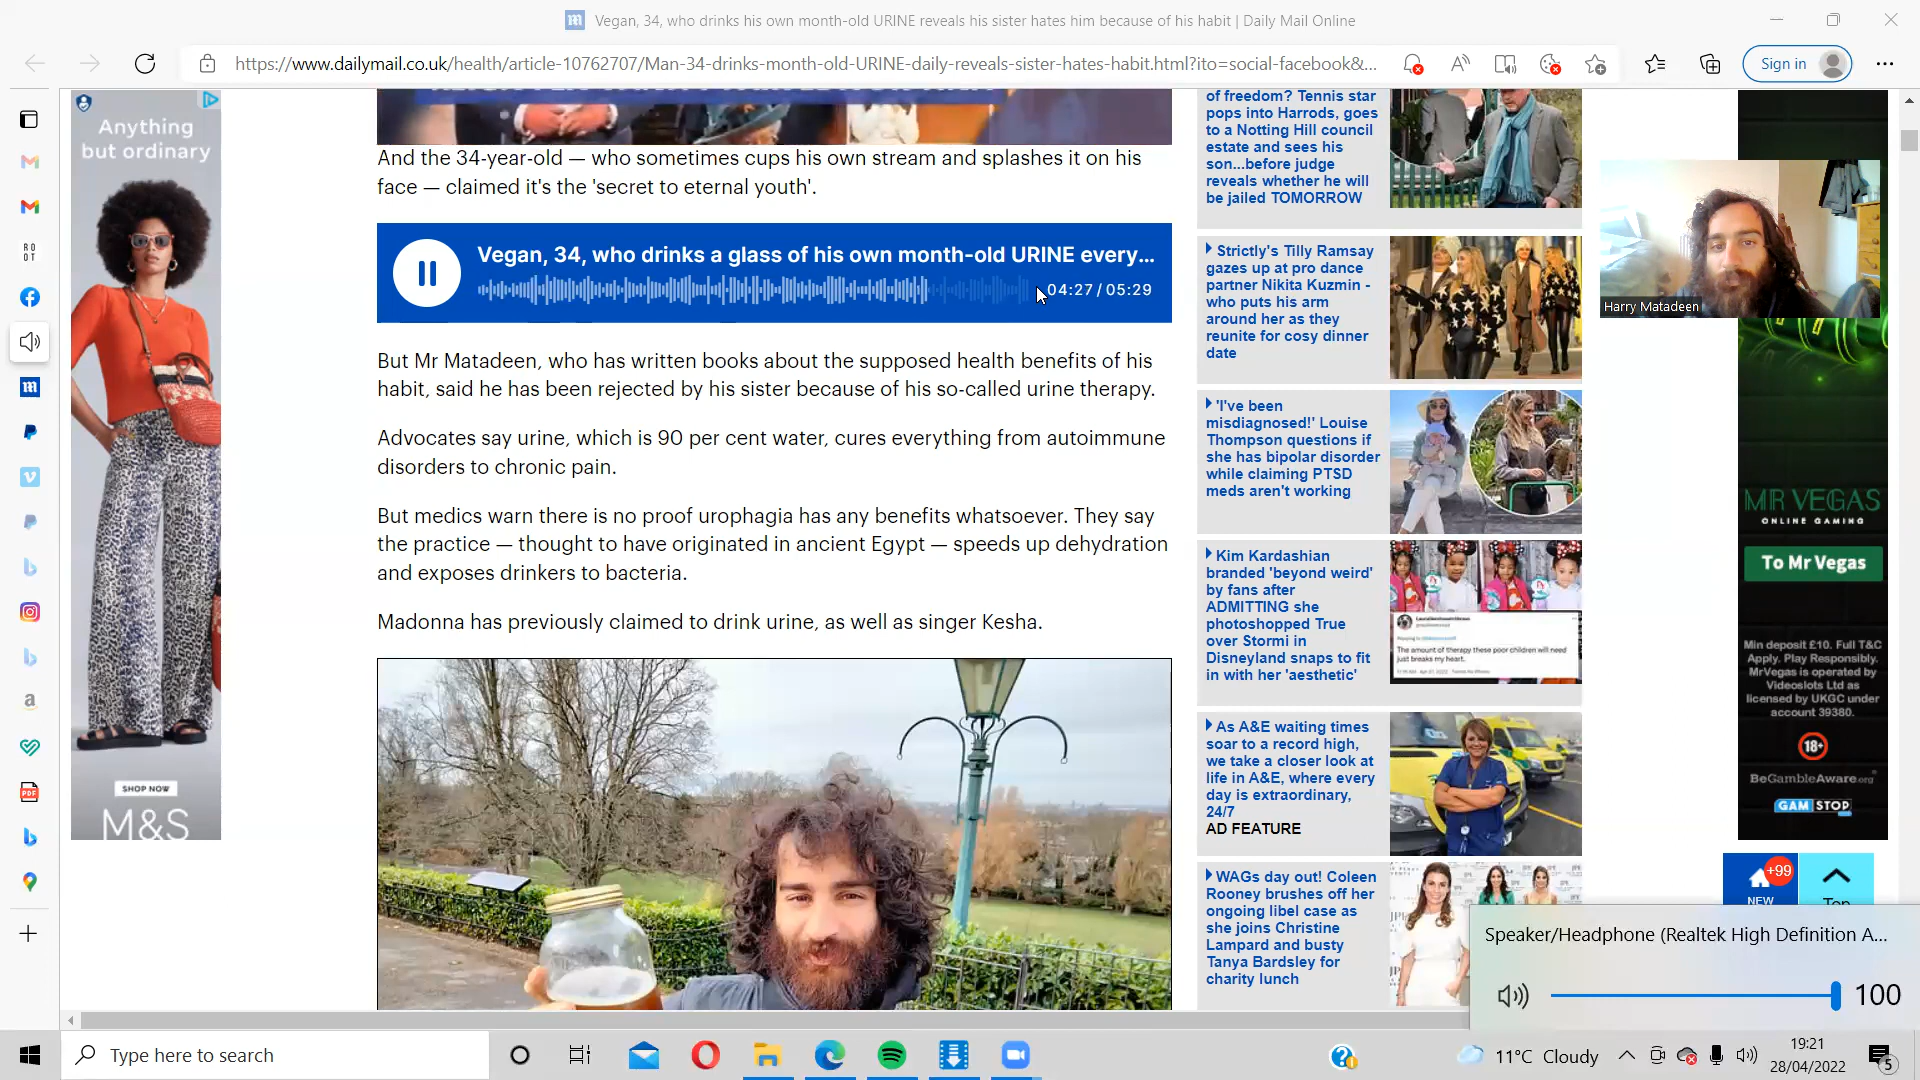 Vegan, 34, who drinks his own month-old URINE reveals his sister hates him because of his habit | Daily Mail Online
https://www.dailymail.co.uk/health/article-10762707/Man-34-drinks-month-old-URINE-daily-reveals-sister-hates-habit.html?ito=social-facebook&...
Sign in
Anything
but ordinary
SHOP NOW
M&S
And the 34-year-old — who sometimes cups his own stream and splashes it on his
face — claimed it's the 'secret to eternal youth'.
Vegan, 34, who drinks a glass of his own month-old URINE every...
04:27 / 05:29
But Mr Matadeen, who has written books about the supposed health benefits of his
habit, said he has been rejected by his sister because of his so-called urine therapy.
Advocates say urine, which is 90 per cent water, cures everything from autoimmune
disorders to chronic pain.
But medics warn there is no proof urophagia has any benefits whatsoever. They say
the practice — thought to have originated in ancient Egypt — speeds up dehydration
and exposes drinkers to bacteria.
Madonna has previously claimed to drink urine, as well as singer Kesha.
of freedom? Tennis star
pops into Harrods, goes
to a Notting Hill council
estate and sees his
son...before judge
reveals whether he will
be jailed TOMORROW
Strictly's Tilly Ramsay
gazes up at pro dance
partner Nikita Kuzmin -
who puts his arm
around her as they
reunite for cosy dinner
date
'I've been
misdiagnosed!' Louise
Thompson questions if
she has bipolar disorder
while claiming PTSD
meds aren't working
Kim Kardashian
branded 'beyond weird'
by fans after
ADMITTING she
photoshopped True
over Stormi in
Disneyland snaps to fit
in with her 'aesthetic'
The amount of therapy these poor children will need
just breaks my heart.
As A&E waiting times
soar to a record high,
we take a closer look at
life in A&E, where every
day is extraordinary,
24/7
AD FEATURE
WAGs day out! Coleen
Rooney brushes off her
ongoing libel case as
she joins Christine
Lampard and busty
Tanya Bardsley for
charity lunch
Harry Matadeen
MR VEGAS
ONLINE GAMING
To Mr Vegas
Min deposit £10. Full T&C
Apply. Play Responsibly.
MrVegas is operated by
Videoslots Ltd as
licensed by UKGC under
account 39380.
18+
BeGambleAware.org
GAMSTOP
+99
NEW
Top
Speaker/Headphone (Realtek High Definition A...
100
Type here to search
11°C Cloudy
19:21
28/04/2022
5